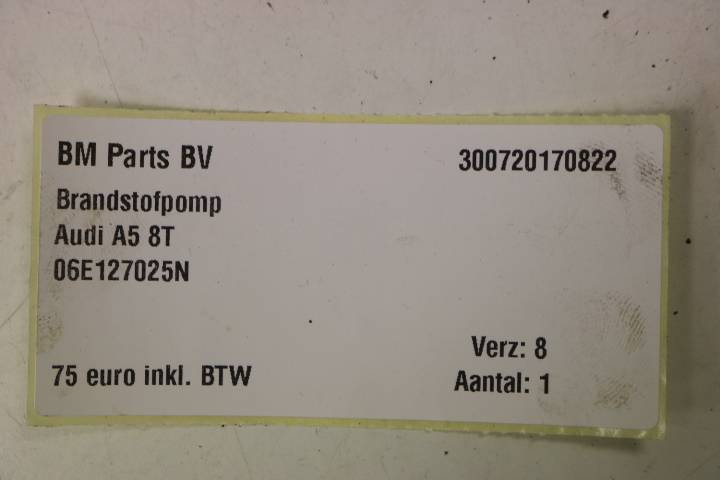 BM Parts BV
300720170822
Brandstofpomp
Audi A5 8T
06E127025N
Verz: 8
75 euro inkl. BTW
Aantal: 1